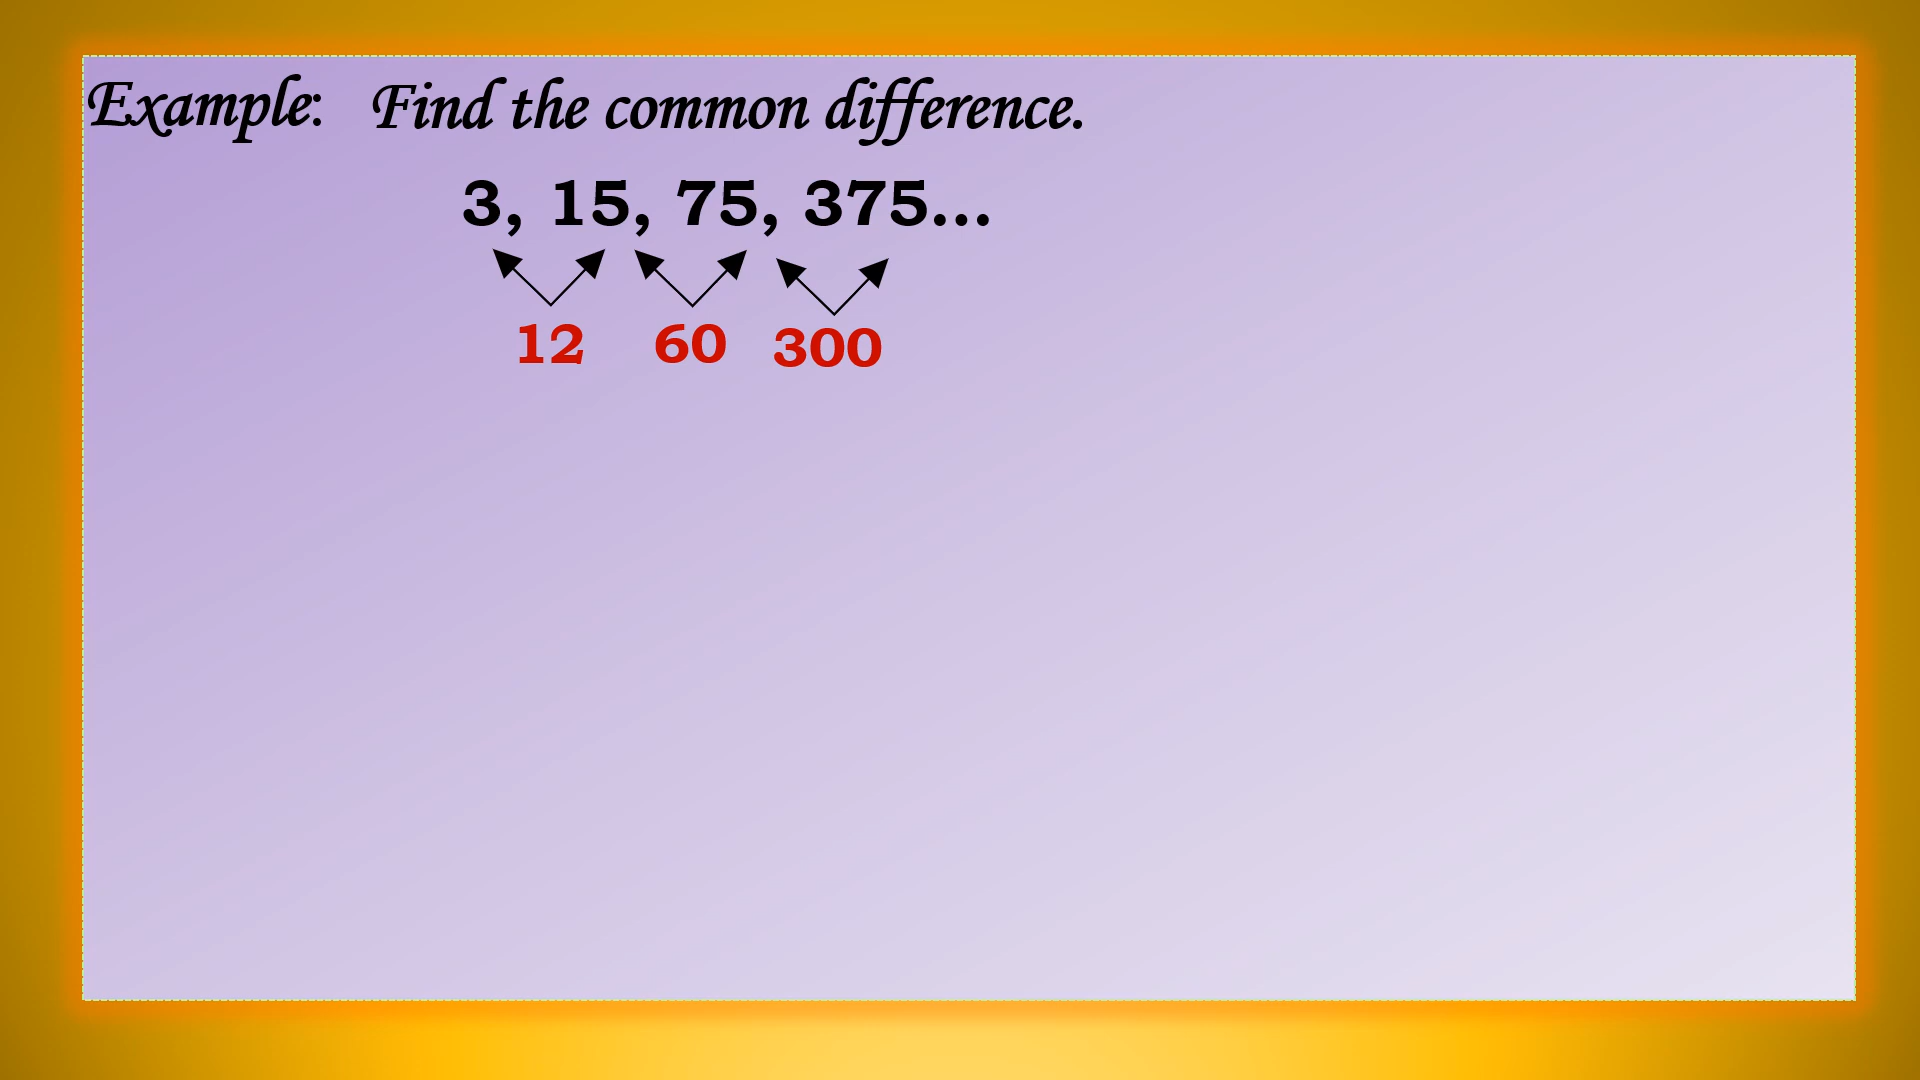 Example: Find the common difference.
3, 15, 75, 375...
12 60 300